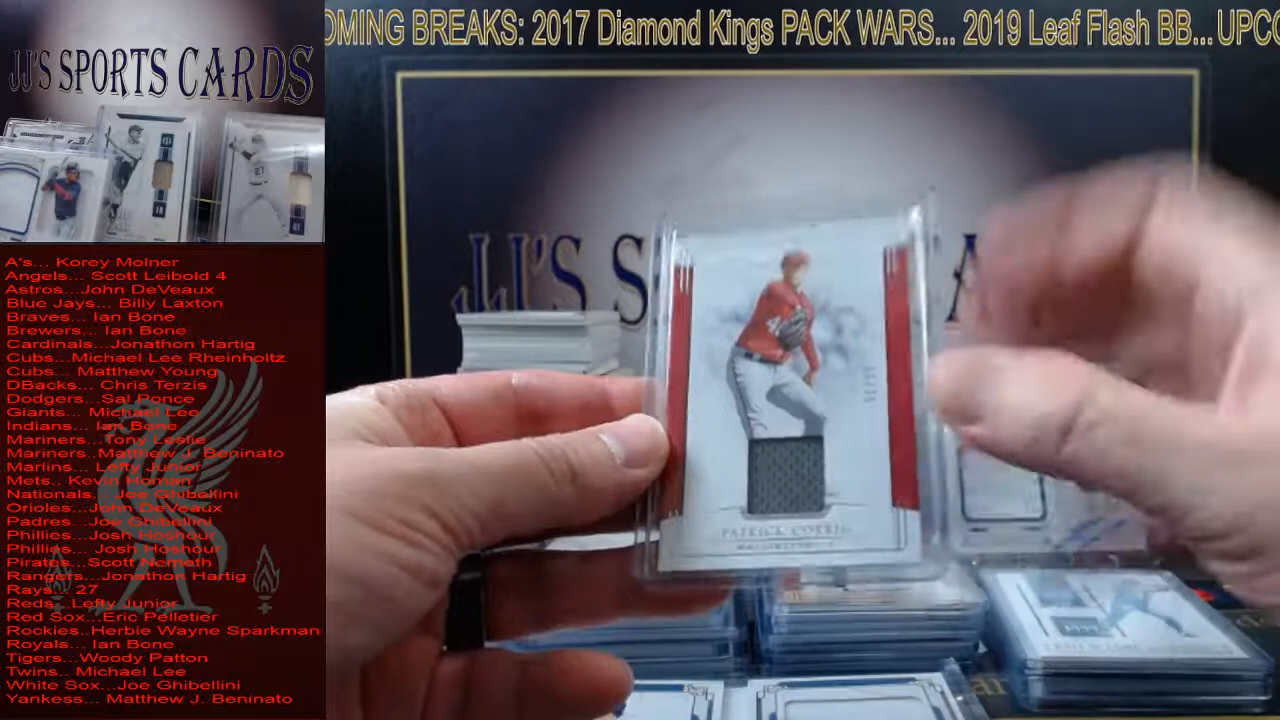 OMING BREAKS: 2017 Diamond Kings PACK WARS... 2019 Leaf Flash BB... UPCO
JJ'S SPORTS CARDS
JJ'S S
A
A's... Korey Molner
Angels... Scott Leibold 4
Astros...John DeVeaux
Blue Jays... Billy Laxton
Braves... Ian Bone
Brewers... Ian Bone
Cardinals...Jonathon Hartig
Cubs...Michael Lee Rheinholtz
Cubs... Matthew Young
DBacks... Chris Terzis
Dodgers...Sal Ponce
Giants... Michael Lee
Indians... Ian Bone
Mariners...Tony Leslie
Mariners..Matthew J. Beninato
Marlins... Lefty Junior
Mets.. Kevin Homan
Nationals... Joe Ghibellini
Orioles...John DeVeaux
Padres...Joe Ghibellini
Phillies...Josh Hoshour
Phillies... Josh Hoshour
Pirates...Scott Nemeth
Rangers...Jonathon Hartig
Rays... 27
Reds...Lefty Junior
Red Sox...Eric Pelletier
Rockies..Herbie Wayne Sparkman
Royals... Ian Bone
Tigers...Woody Patton
Twins.. Michael Lee
White Sox...Joe Ghibellini
Yankess... Matthew J. Beninato
PATRICK CORBIN